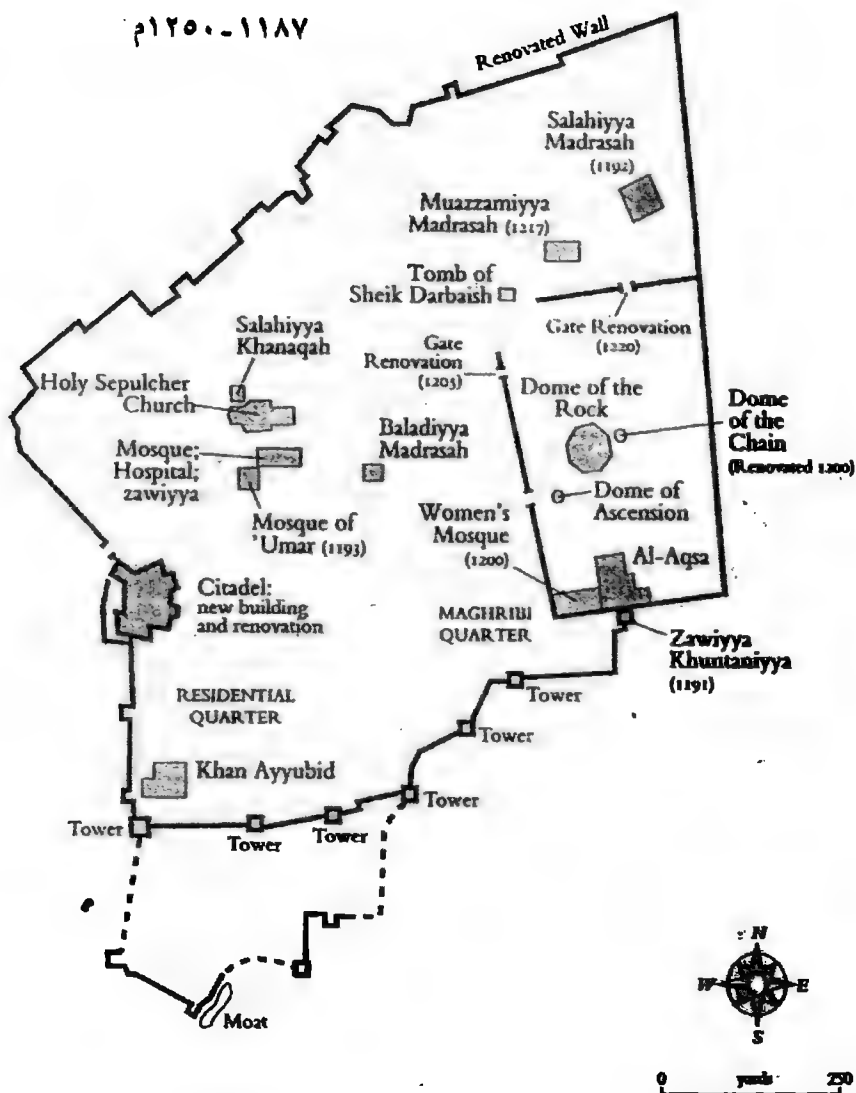 ١١٨٧-١٢٥٠م
Renovated Wall
Salahiyya
Madrasah
(1192)
Muazzamiyya
Madrasah (1217)
Tomb of
Sheik Darbaish
Gate Renovation
(1220)
Salahiyya
Khanaqah
Gate
Renovation
(1203)
Holy Sepulcher
Church
Dome of the
Rock
Dome
of the
Chain
(Renovated 1200)
Mosque;
Hospital;
zawiyya
Baladiyya
Madrasah
Dome of
Ascension
Mosque of
'Umar (1193)
Women's
Mosque
(1200)
Al-Aqsa
Citadel:
new building
and renovation
MAGHRIBI
QUARTER
Zawiyya
Khuntaniyya
(1191)
RESIDENTIAL
QUARTER
Tower
Tower
Khan Ayyubid
Tower
Tower
Tower
Tower
Moat
N
W
E
S
0 yards 250